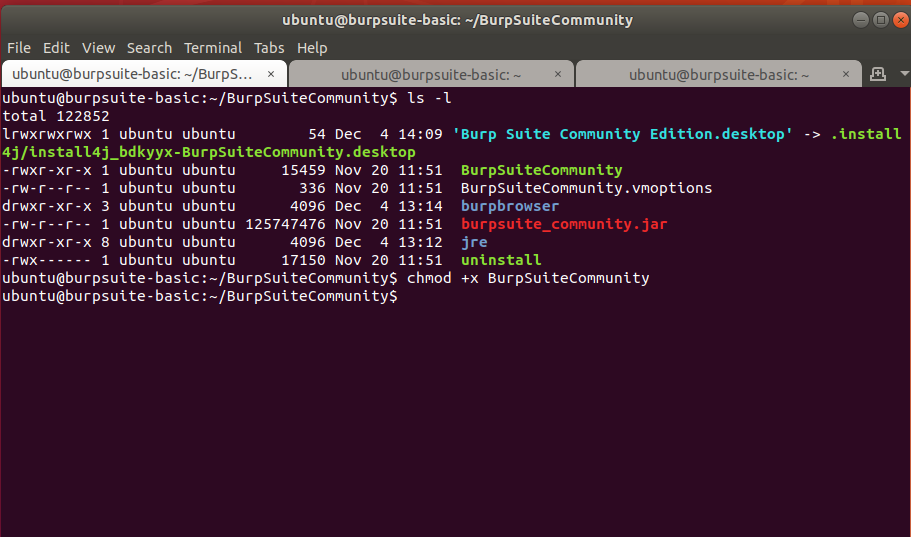 ubuntu@burpsuite-basic: ~/BurpSuiteCommunity
File Edit View Search Terminal Tabs Help
ubuntu@burpsuite-basic: ~/BurpS... × ubuntu@burpsuite-basic: ~ × ubuntu@burpsuite-basic: ~ ×
ubuntu@burpsuite-basic:~/BurpSuiteCommunity$ ls -l
total 122852
lrwxrwxrwx 1 ubuntu ubuntu        54 Dec  4 14:09 'Burp Suite Community Edition.desktop' -> .install
4j/install4j_bdkyyx-BurpSuiteCommunity.desktop
-rwxr-xr-x 1 ubuntu ubuntu     15459 Nov 20 11:51  BurpSuiteCommunity
-rw-r--r-- 1 ubuntu ubuntu       336 Nov 20 11:51  BurpSuiteCommunity.vmoptions
drwxr-xr-x 3 ubuntu ubuntu      4096 Dec  4 13:14  burpbrowser
-rw-r--r-- 1 ubuntu ubuntu 125747476 Nov 20 11:51  burpsuite_community.jar
drwxr-xr-x 8 ubuntu ubuntu      4096 Dec  4 13:12  jre
-rwx------ 1 ubuntu ubuntu     17150 Nov 20 11:51  uninstall
ubuntu@burpsuite-basic:~/BurpSuiteCommunity$ chmod +x BurpSuiteCommunity
ubuntu@burpsuite-basic:~/BurpSuiteCommunity$